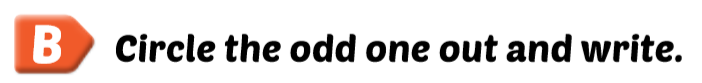 B Circle the odd one out and write.